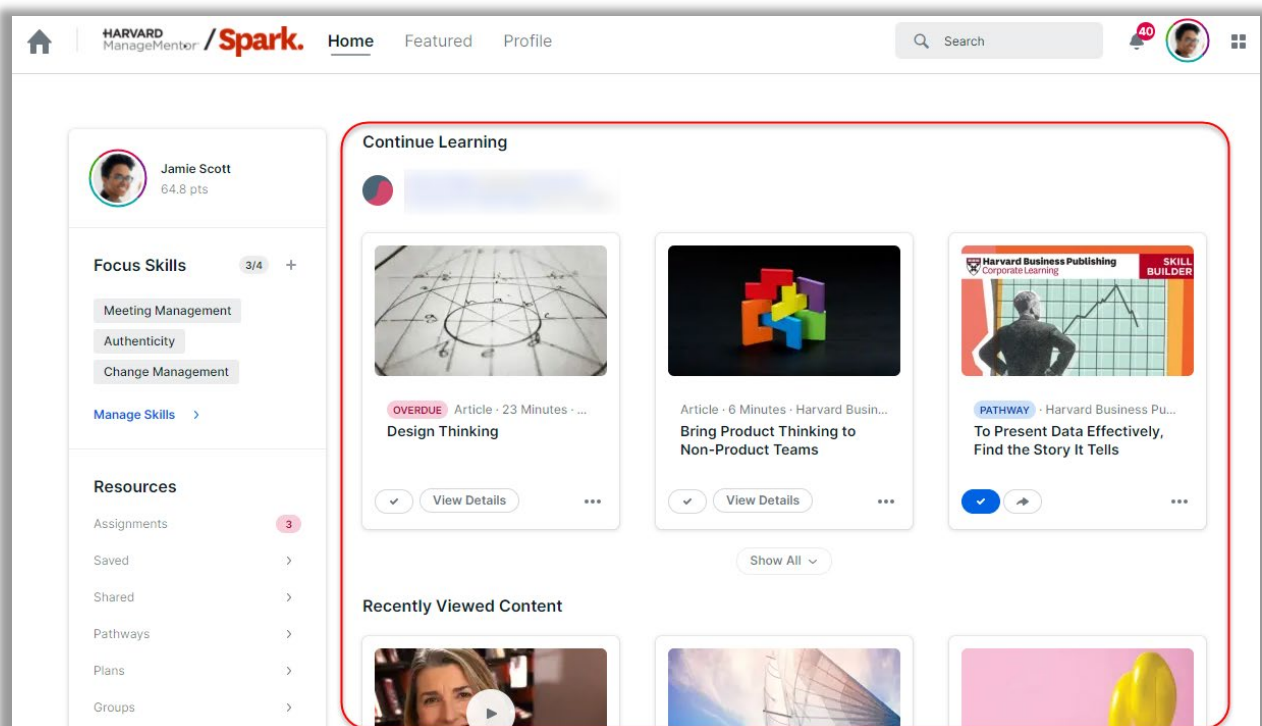 HARVARD
ManageMentor / Spark.
Home
Featured
Profile
Search
40
Jamie Scott
64.8 pts
Focus Skills
3/4
+
Meeting Management
Authenticity
Change Management
Manage Skills
Resources
Assignments
3
Saved
Shared
Pathways
Plans
Groups
Continue Learning
OVERDUE Article · 23 Minutes · ...
Design Thinking
View Details
Article · 6 Minutes · Harvard Busin...
Bring Product Thinking to
Non-Product Teams
View Details
Harvard Business Publishing
Corporate Learning
SKILL
BUILDER
PATHWAY · Harvard Business Pu...
To Present Data Effectively,
Find the Story It Tells
Show All
Recently Viewed Content